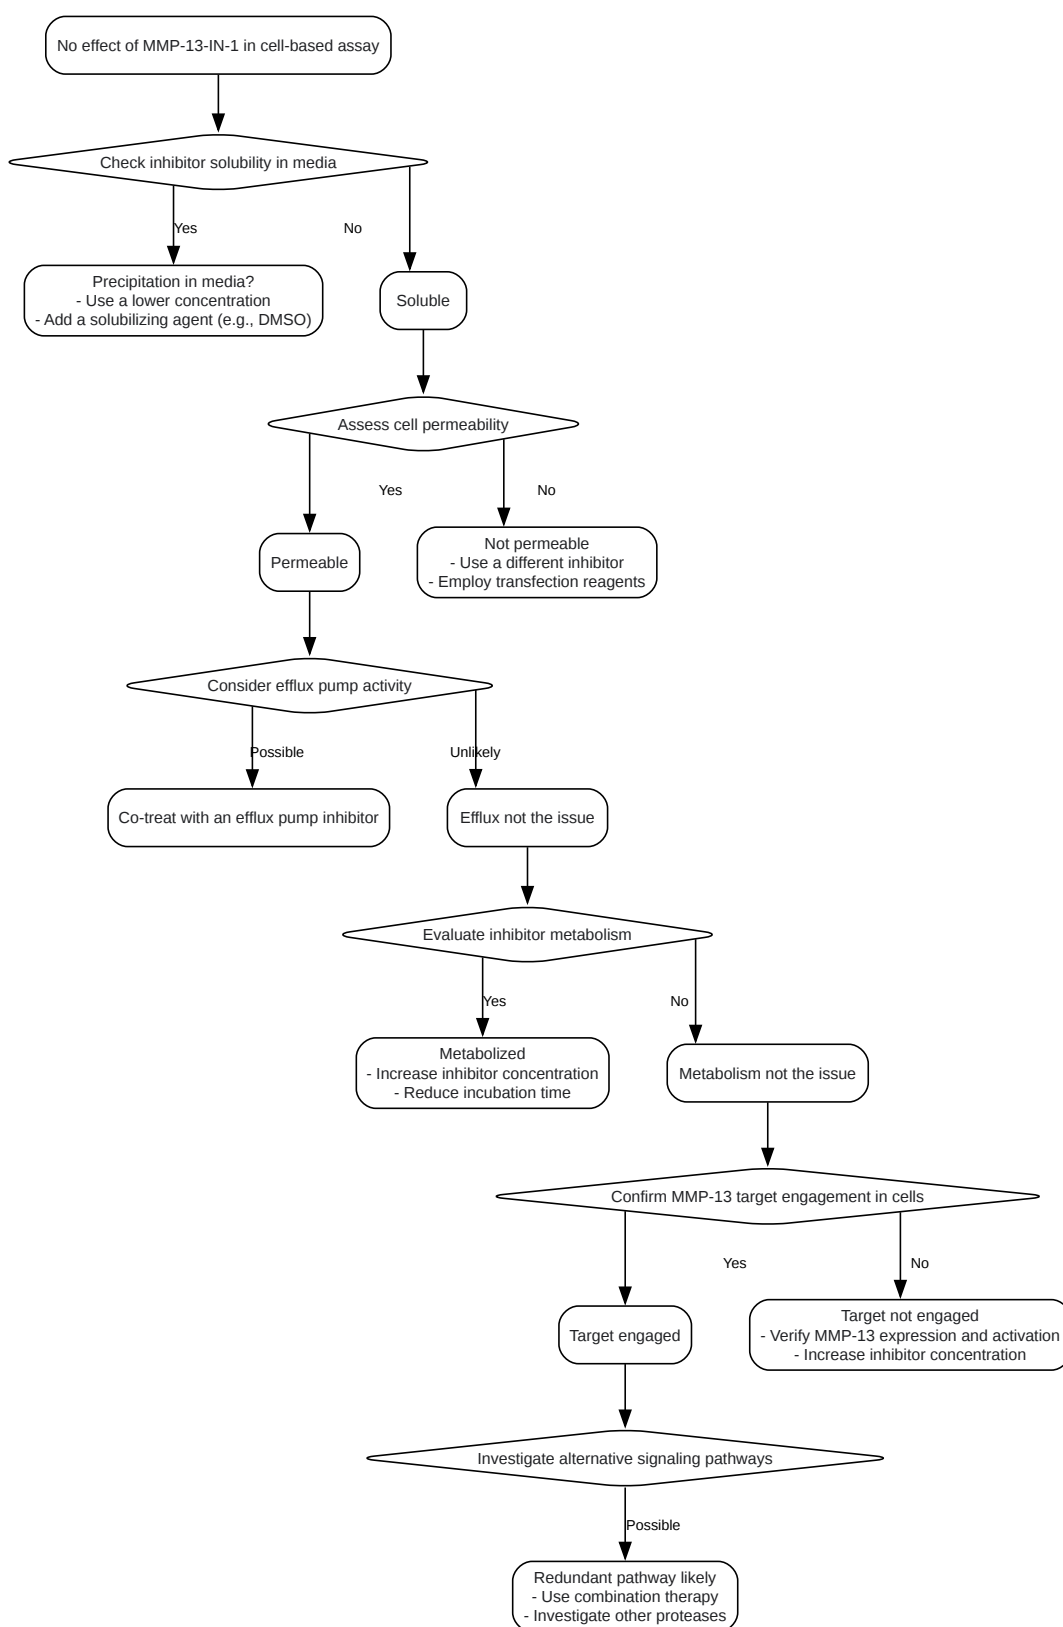 No effect of MMP-13-IN-1 in cell-based assay
Check inhibitor solubility in media
Yes
No
Precipitation in media?
- Use a lower concentration
- Add a solubilizing agent (e.g., DMSO)
Soluble
Assess cell permeability
Yes
No
Permeable
Not permeable
- Use a different inhibitor
- Employ transfection reagents
Consider efflux pump activity
Possible
Unlikely
Co-treat with an efflux pump inhibitor
Efflux not the issue
Evaluate inhibitor metabolism
Yes
No
Metabolized
- Increase inhibitor concentration
- Reduce incubation time
Metabolism not the issue
Confirm MMP-13 target engagement in cells
Yes
No
Target engaged
Target not engaged
- Verify MMP-13 expression and activation
- Increase inhibitor concentration
Investigate alternative signaling pathways
Possible
Redundant pathway likely
- Use combination therapy
- Investigate other proteases